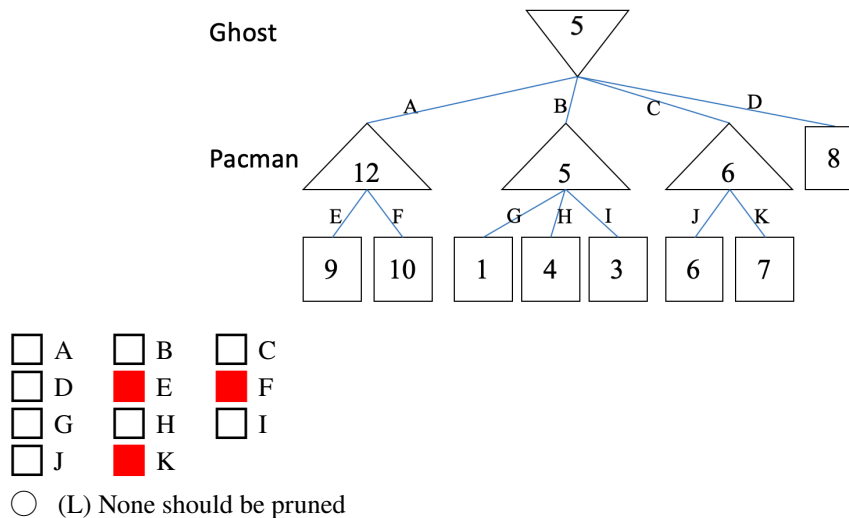 Ghost 5
A B C D
Pacman 12 5 6 8
E F G H I J K
9 10 1 4 3 6 7
A B C
D E F
G H I
J K
(L) None should be pruned